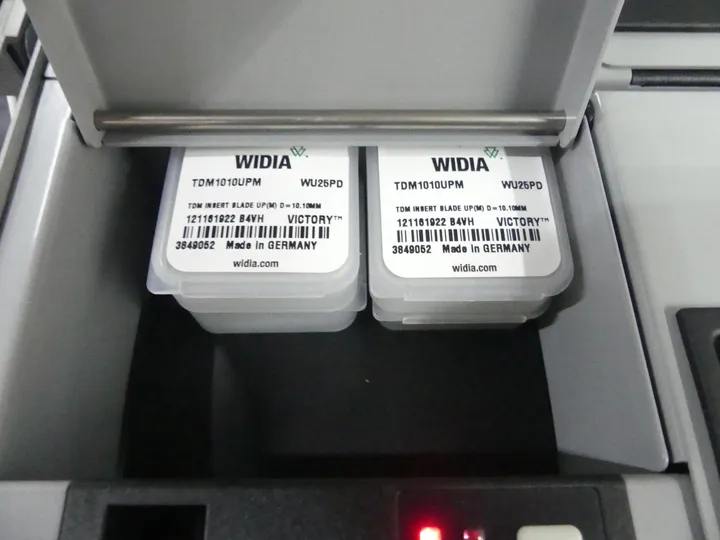 WIDIA
TDM1010UPM WU25PD
TDM INSERT BLADE UP(M) D=10.10MM
121161922 B4VH VICTORY™
3849052 Made in GERMANY
widia.com
WIDIA
TDM1010UPM WU25PD
TDM INSERT BLADE UP(M) D=10.10MM
121161922 B4VH VICTORY™
3849052 Made in GERMANY
widia.com